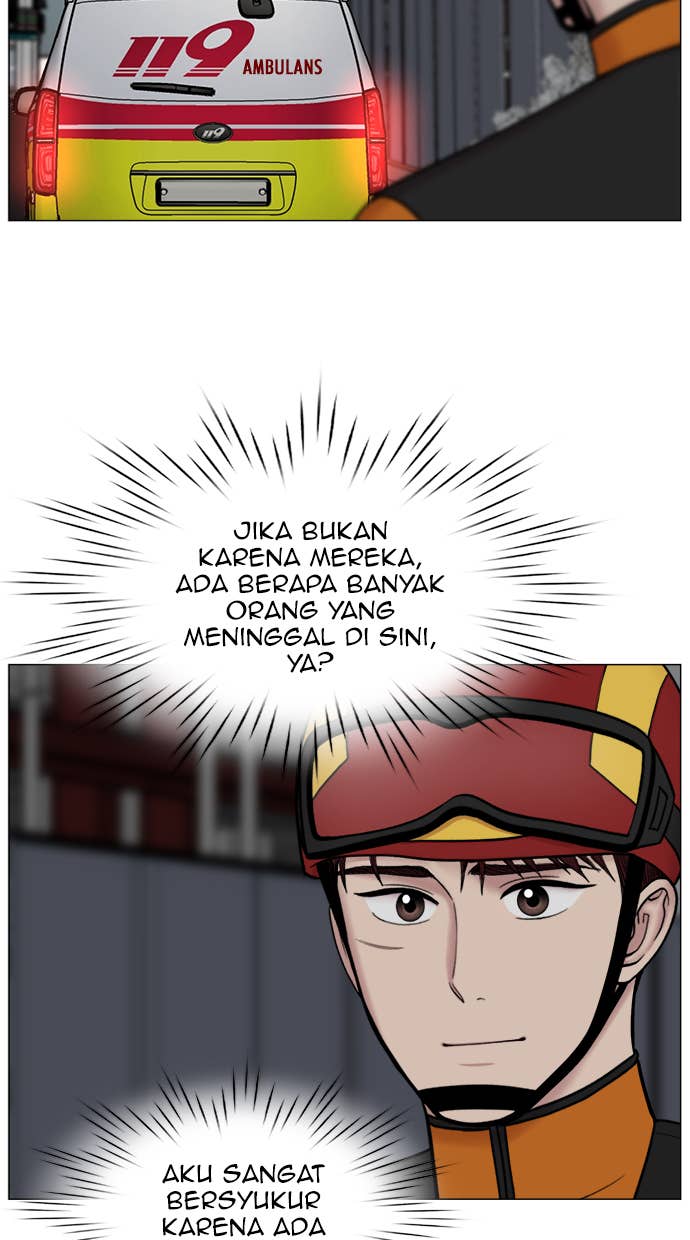 119 AMBULANS
119
JIKA BUKAN
KARENA MEREKA,
ADA BERAPA BANYAK
ORANG YANG
MENINGGAL DI SINI,
YA?
AKU SANGAT
BERSYUKUR
KARENA ADA